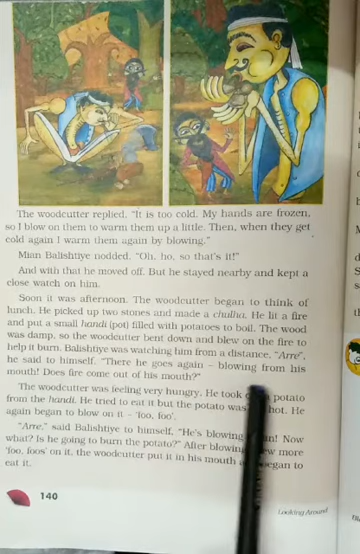 The woodcutter replied, "It is too cold. My hands are frozen,
so I blow on them to warm them up a little. Then, when they get
cold again I warm them again by blowing."
Mian Balishtiye nodded. "Oh, ho, so that's it!"
And with that he moved off. But he stayed nearby and kept a
close watch on him.
Soon it was afternoon. The woodcutter began to think of
lunch. He picked up two stones and made a chulha. He lit a fire
and put a small handi (pot) filled with potatoes to boil. The wood
was damp, so the woodcutter bent down and blew on the fire to
help it burn. Balishtiye was watching him from a distance. "Arre",
he said to himself, "There he goes again – blowing from his
mouth! Does fire come out of his mouth?"
The woodcutter was feeling very hungry. He took potato
from the handi. He tried to eat it but the potato was hot. He
again began to blow on it – 'foo, foo'.
"Arre," said Balishtiye to himself, "He's blowing Now
what? Is he going to burn the potato?" After blowing more
'foo, foos' on it, the woodcutter put it in his mouth began to
eat it.
140
Looking Around